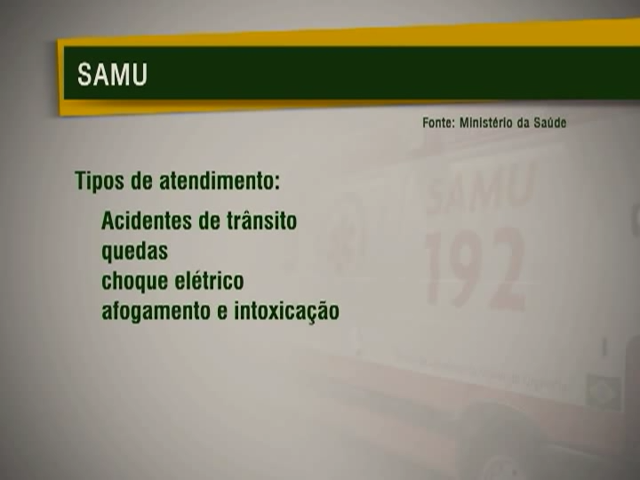 SAMU
Fonte: Ministério da Saúde
Tipos de atendimento:
Acidentes de trânsito
quedas
choque elétrico
afogamento e intoxicação
SAMU
192